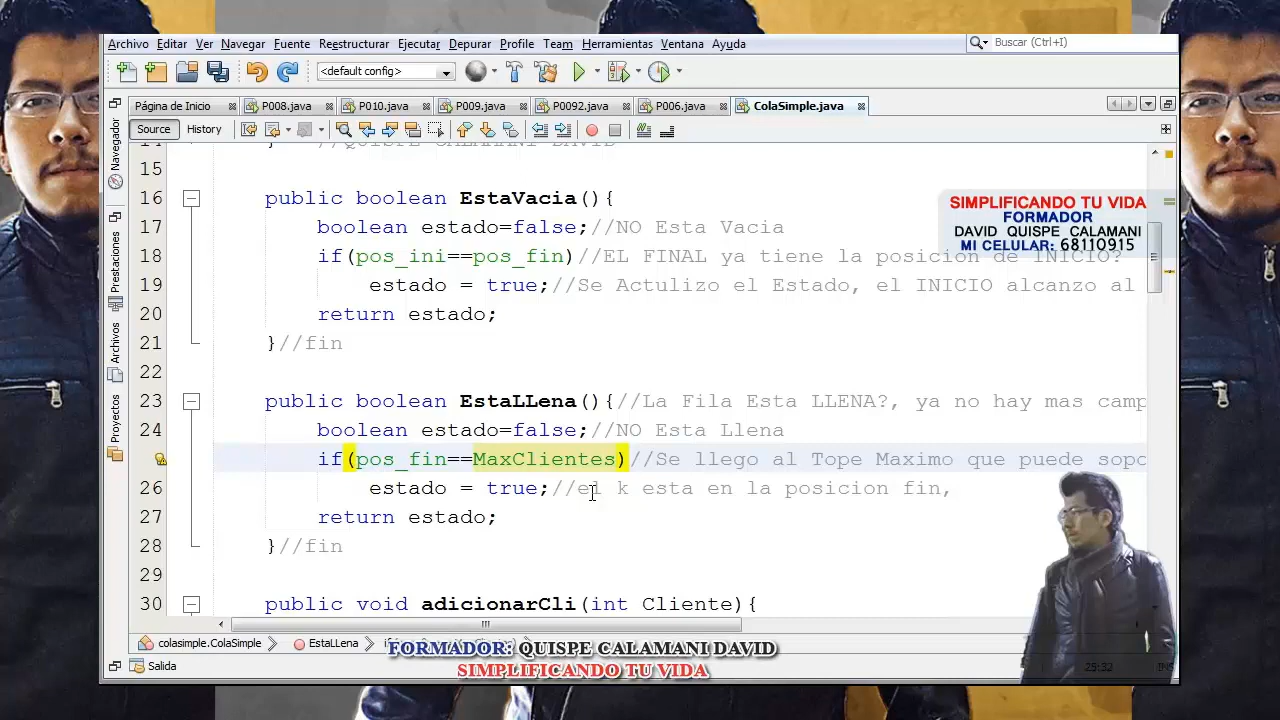 Archivo Editar Ver Navegar Fuente Reestructurar Ejecutar Depurar Profile Team Herramientas Ventana Ayuda
Buscar (Ctrl+I)
<default config>
Página de Inicio P008.java P010.java P009.java P0092.java P006.java ColaSimple.java
Source History
Navegador
Prestaciones
Archivos
Proyectos
14 } //QUISPE CALAMANI DAVID
15
16 public boolean EstaVacia(){
17 boolean estado=false;//NO Esta Vacia
18 if(pos_ini==pos_fin)//EL FINAL ya tiene la posicion de INICIO?
19 estado = true;//Se Actulizo el Estado, el INICIO alcanzo al
20 return estado;
21 }//fin
22
23 public boolean EstaLLena(){//La Fila Esta LLENA?, ya no hay mas camp
24 boolean estado=false;//NO Esta Llena
if(pos_fin==MaxClientes)//Se llego al Tope Maximo que puede sopo
26 estado = true;//el k esta en la posicion fin,
27 return estado;
28 }//fin
29
30 public void adicionarCli(int Cliente){
SIMPLIFICANDO TU VIDA
FORMADOR
DAVID QUISPE CALAMANI
MI CELULAR: 68110915
colasimple.ColaSimple EstaLLena
FORMADOR: QUISPE CALAMANI DAVID
Salida
SIMPLIFICANDO TU VIDA
25:32 INS